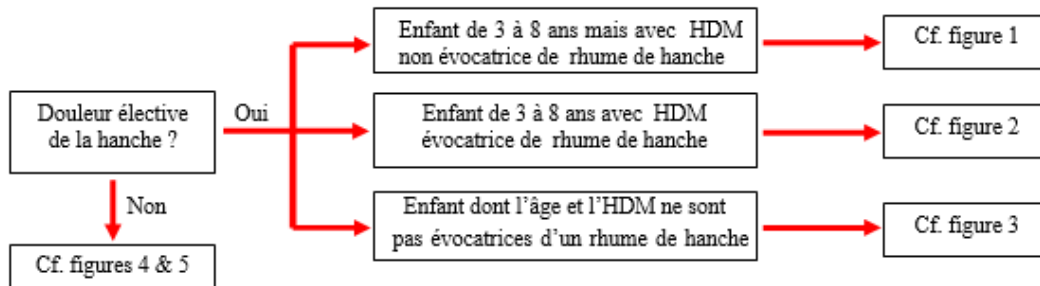 Enfant de 3 à 8 ans mais avec HDM
non évocatrice de rhume de hanche
Cf. figure 1
Douleur élective
de la hanche ?
Oui
Enfant de 3 à 8 ans avec HDM
évocatrice de rhume de hanche
Cf. figure 2
Non
Enfant dont l’âge et l’HDM ne sont
pas évocatrices d’un rhume de hanche
Cf. figure 3
Cf. figures 4 & 5